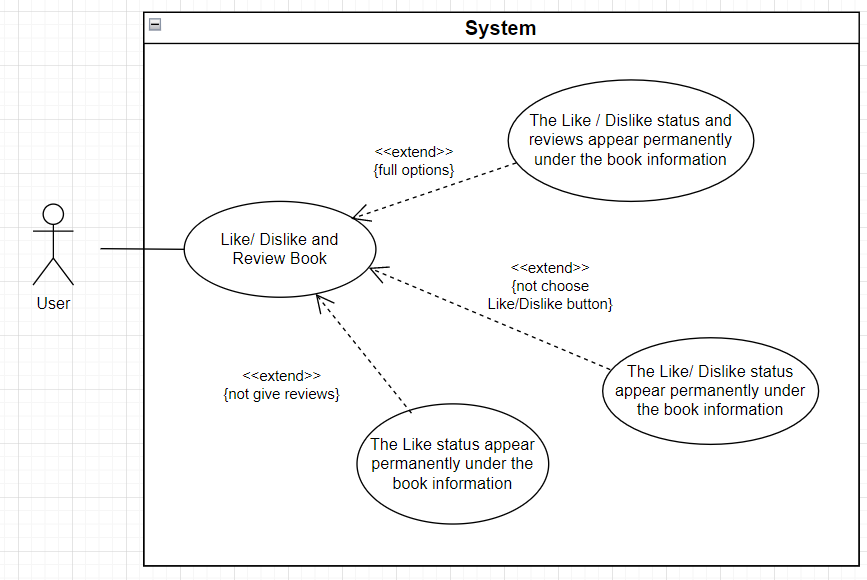 System
The Like / Dislike status and
reviews appear permanently
under the book information
<<extend>>
{full options}
Like/ Dislike and
Review Book
User
<<extend>>
{not choose
Like/Dislike button}
The Like/ Dislike status
appear permanently under
the book information
<<extend>>
{not give reviews}
The Like status appear
permanently under the
book information